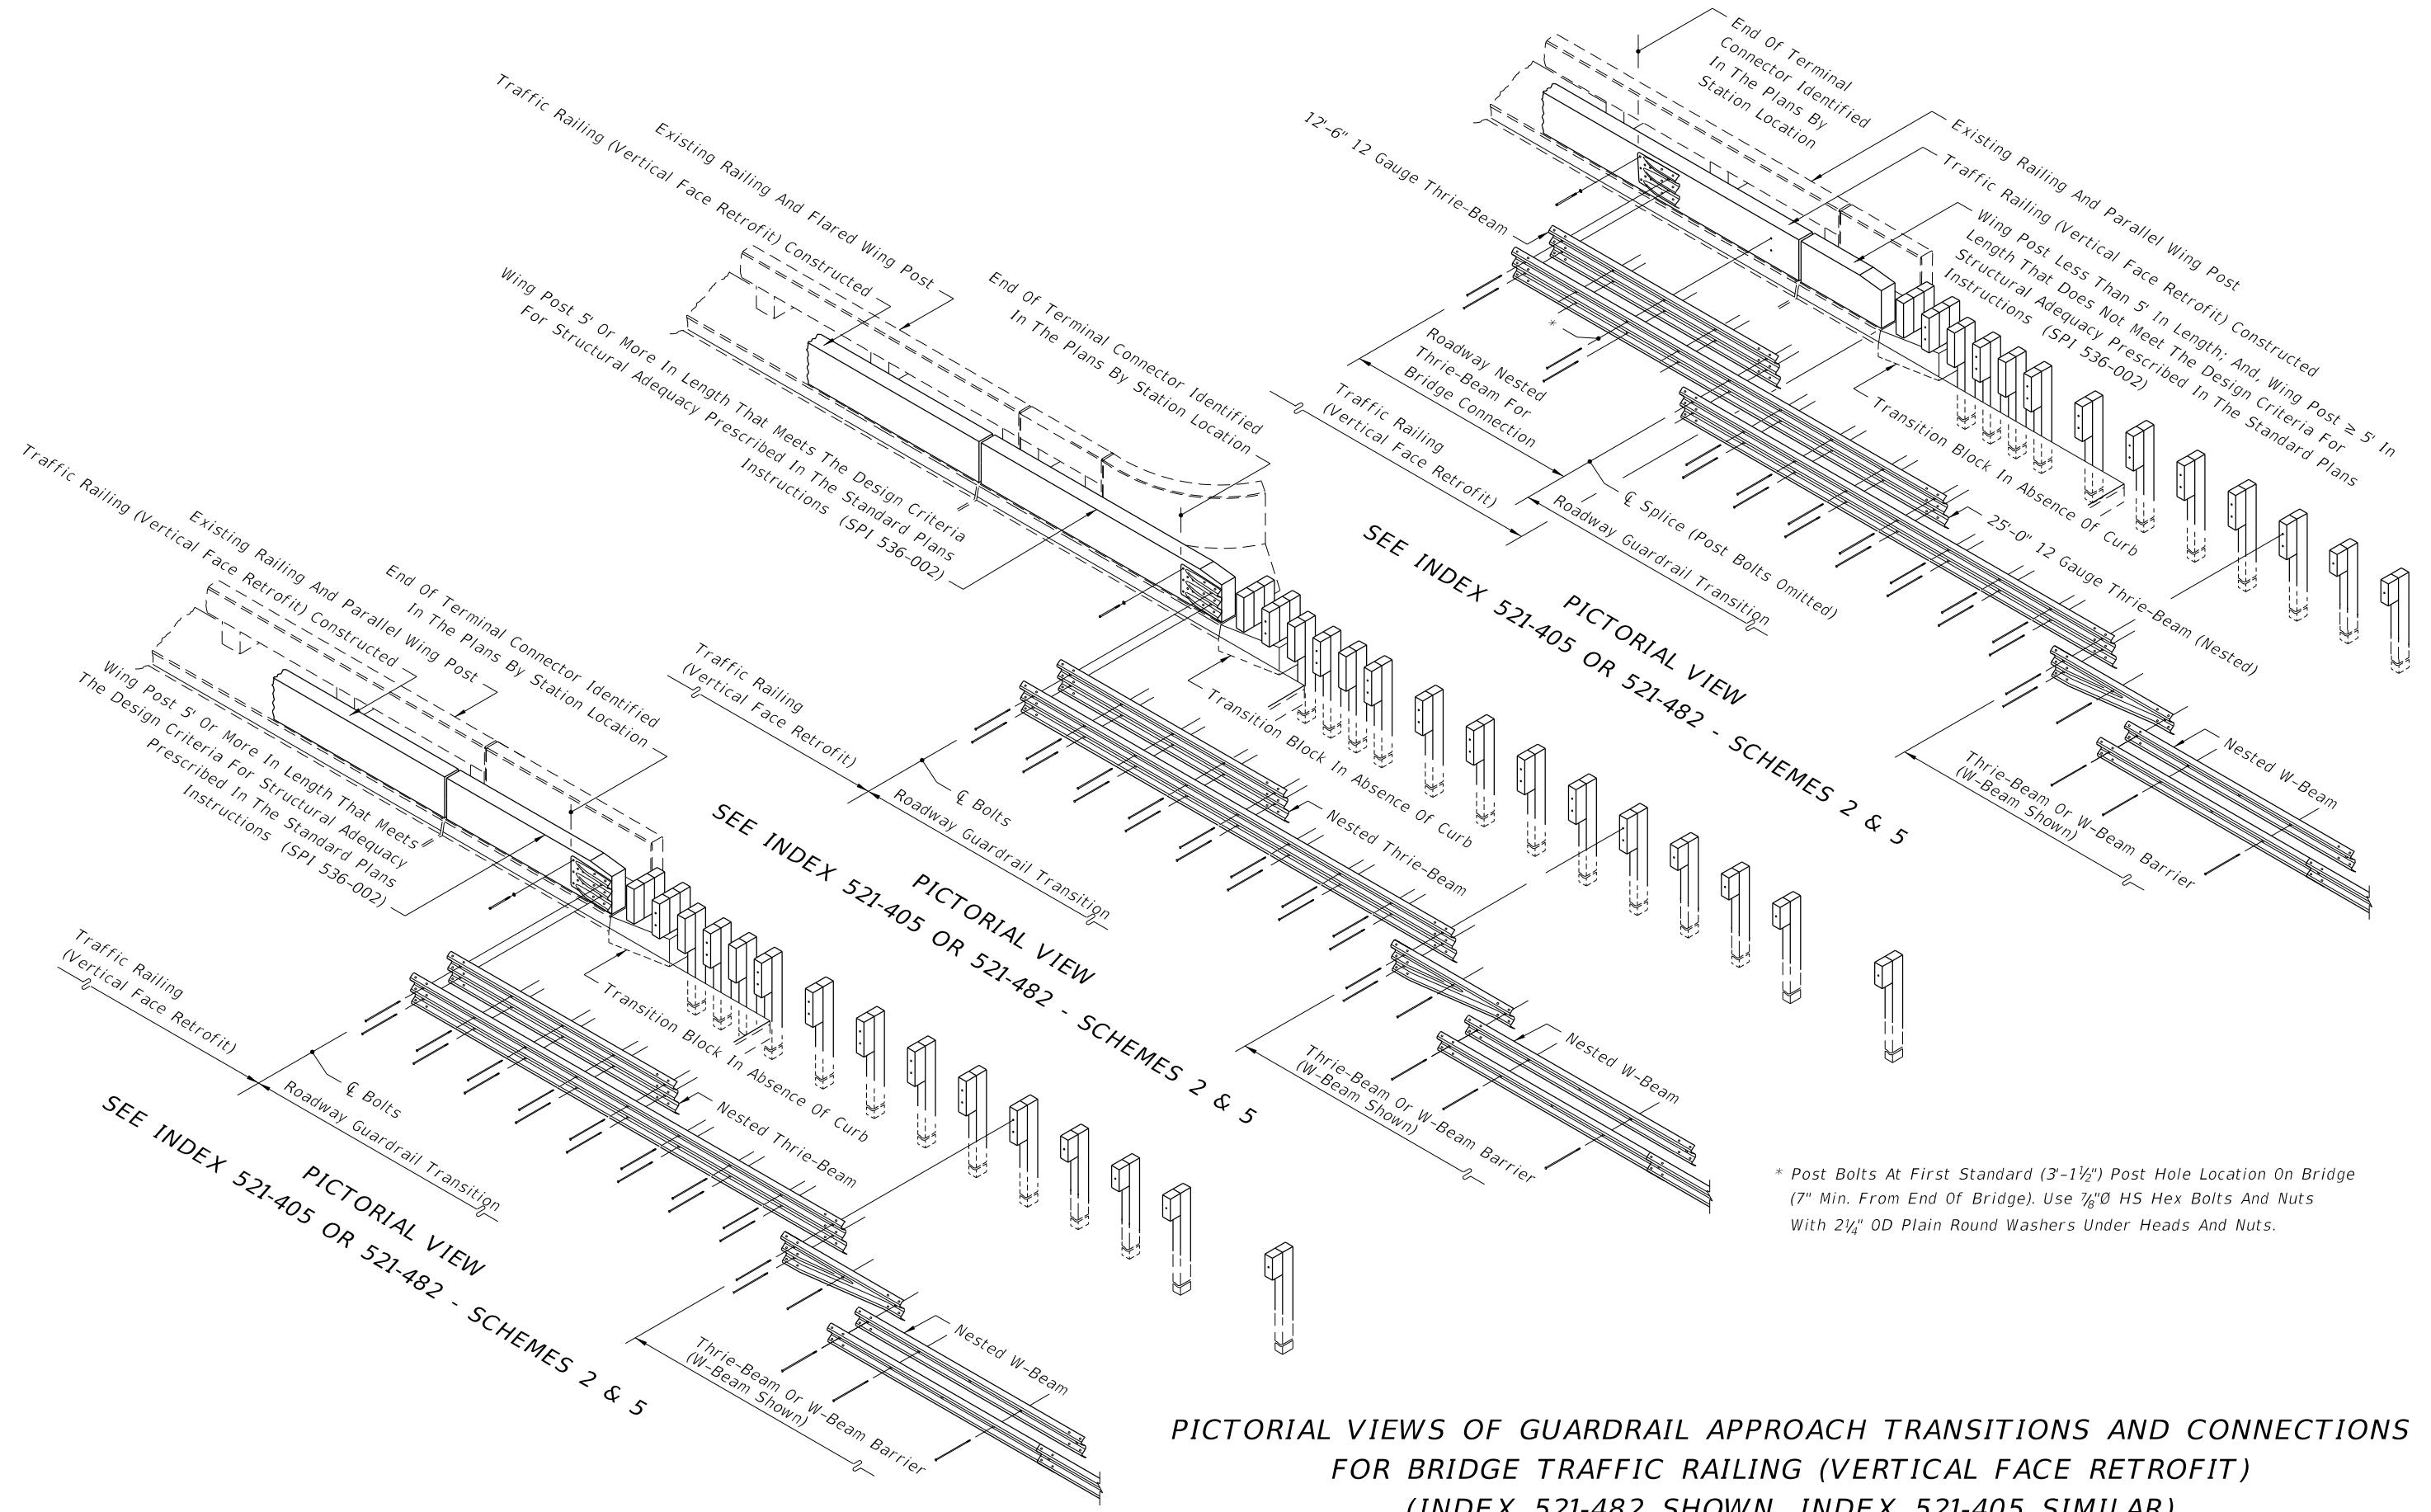 Traffic Railing (Vertical Face Retrofit) Constructed
Existing Railing And Parallel Wing Post
End Of Terminal Connector Identified
In The Plans By Station Location
Wing Post 5' Or More In Length That Meets
The Design Criteria For Structural Adequacy
Prescribed In The Standard Plans
Instructions (SPI 536-002)
Traffic Railing
(Vertical Face Retrofit)
℄ Bolts
Roadway Guardrail Transition
Transition Block In Absence Of Curb
Nested Thrie-Beam
Nested W-Beam
Thrie-Beam Or W-Beam Barrier
(W-Beam Shown)
PICTORIAL VIEW
SEE INDEX 521-405 OR 521-482 - SCHEMES 2 & 5
Traffic Railing (Vertical Face Retrofit) Constructed
Existing Railing And Flared Wing Post
End Of Terminal Connector Identified
In The Plans By Station Location
Wing Post 5' Or More In Length That Meets The Design Criteria
For Structural Adequacy Prescribed In The Standard Plans
Instructions (SPI 536-002)
Traffic Railing
(Vertical Face Retrofit)
℄ Bolts
Roadway Guardrail Transition
Transition Block In Absence Of Curb
Nested Thrie-Beam
Nested W-Beam
Thrie-Beam Or W-Beam Barrier
(W-Beam Shown)
PICTORIAL VIEW
SEE INDEX 521-405 OR 521-482 - SCHEMES 2 & 5
End Of Terminal
Connector Identified
In The Plans By
Station Location
Existing Railing And Parallel Wing Post
Traffic Railing (Vertical Face Retrofit) Constructed
Wing Post Less Than 5' In Length; And, Wing Post ≥ 5' In
Length That Does Not Meet The Design Criteria For
Structural Adequacy Prescribed In The Standard Plans
Instructions (SPI 536-002)
12'-6" 12 Gauge Thrie-Beam
*
Roadway Nested
Thrie-Beam For
Bridge Connection
Traffic Railing
(Vertical Face Retrofit)
℄ Splice (Post Bolts Omitted)
Roadway Guardrail Transition
Transition Block In Absence Of Curb
25'-0" 12 Gauge Thrie-Beam (Nested)
Nested W-Beam
Thrie-Beam Or W-Beam Barrier
(W-Beam Shown)
PICTORIAL VIEW
SEE INDEX 521-405 OR 521-482 - SCHEMES 2 & 5
* Post Bolts At First Standard (3'-1½") Post Hole Location On Bridge
(7" Min. From End Of Bridge). Use ⅞"Ø HS Hex Bolts And Nuts
With 2¼" OD Plain Round Washers Under Heads And Nuts.
PICTORIAL VIEWS OF GUARDRAIL APPROACH TRANSITIONS AND CONNECTIONS
FOR BRIDGE TRAFFIC RAILING (VERTICAL FACE RETROFIT)
(INDEX 521-482 SHOWN, INDEX 521-405 SIMILAR)